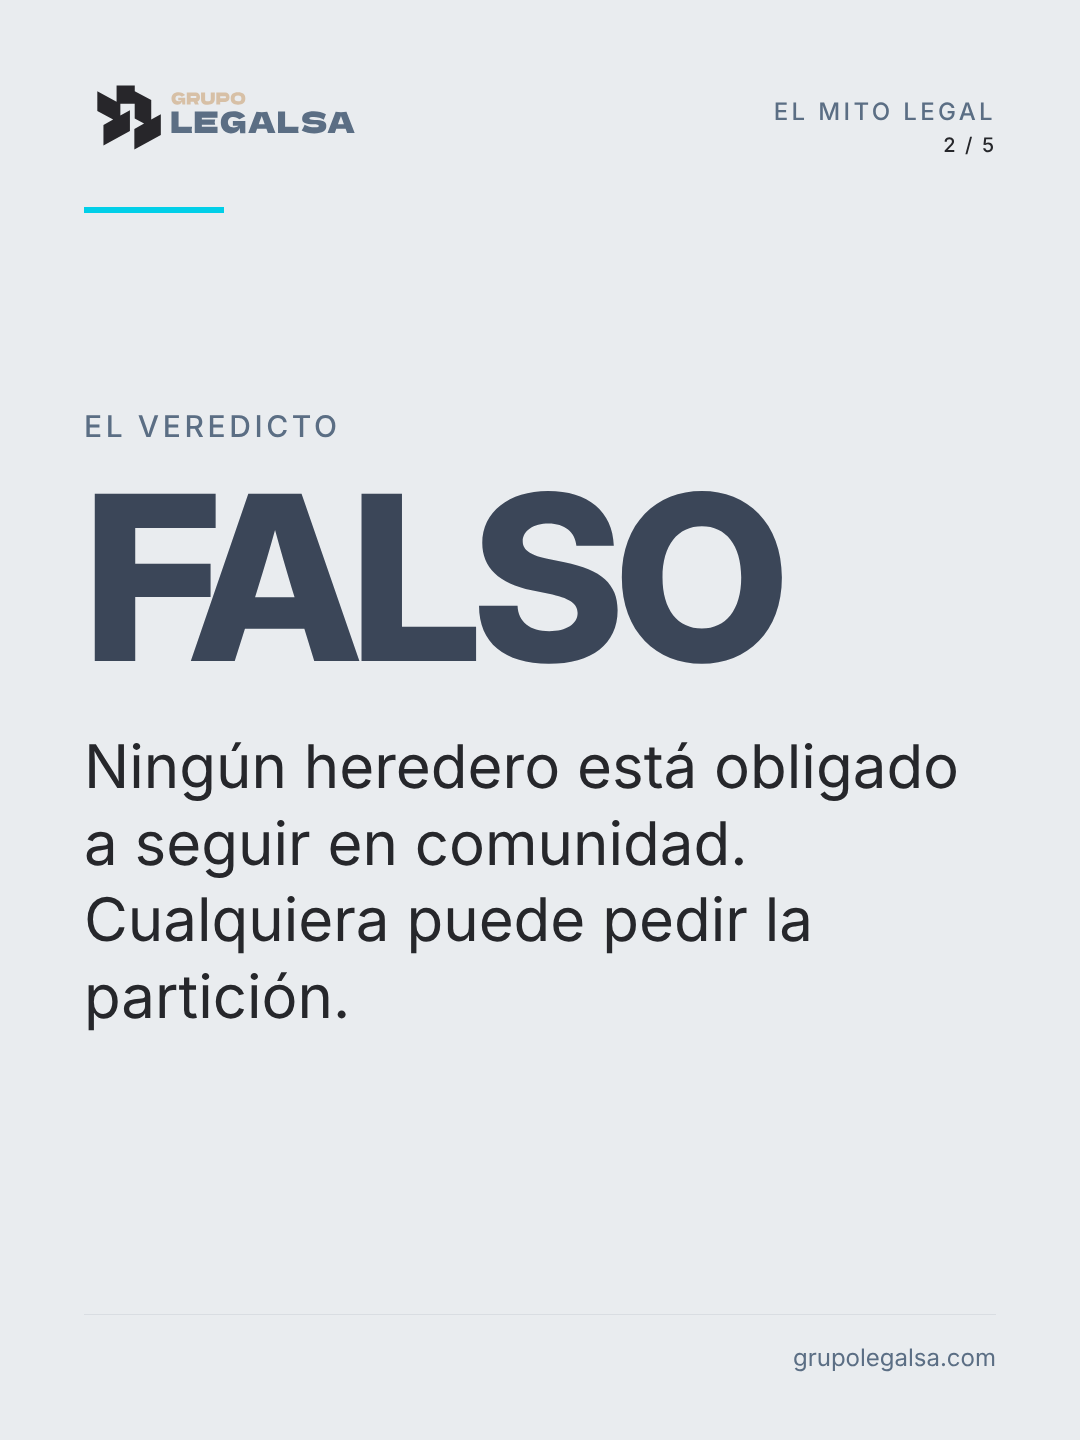 GRUPO
LEGALSA
EL MITO LEGAL
2 / 5
EL VEREDICTO
FALSO
Ningún heredero está obligado
a seguir en comunidad.
Cualquiera puede pedir la
partición.
grupolegalsa.com